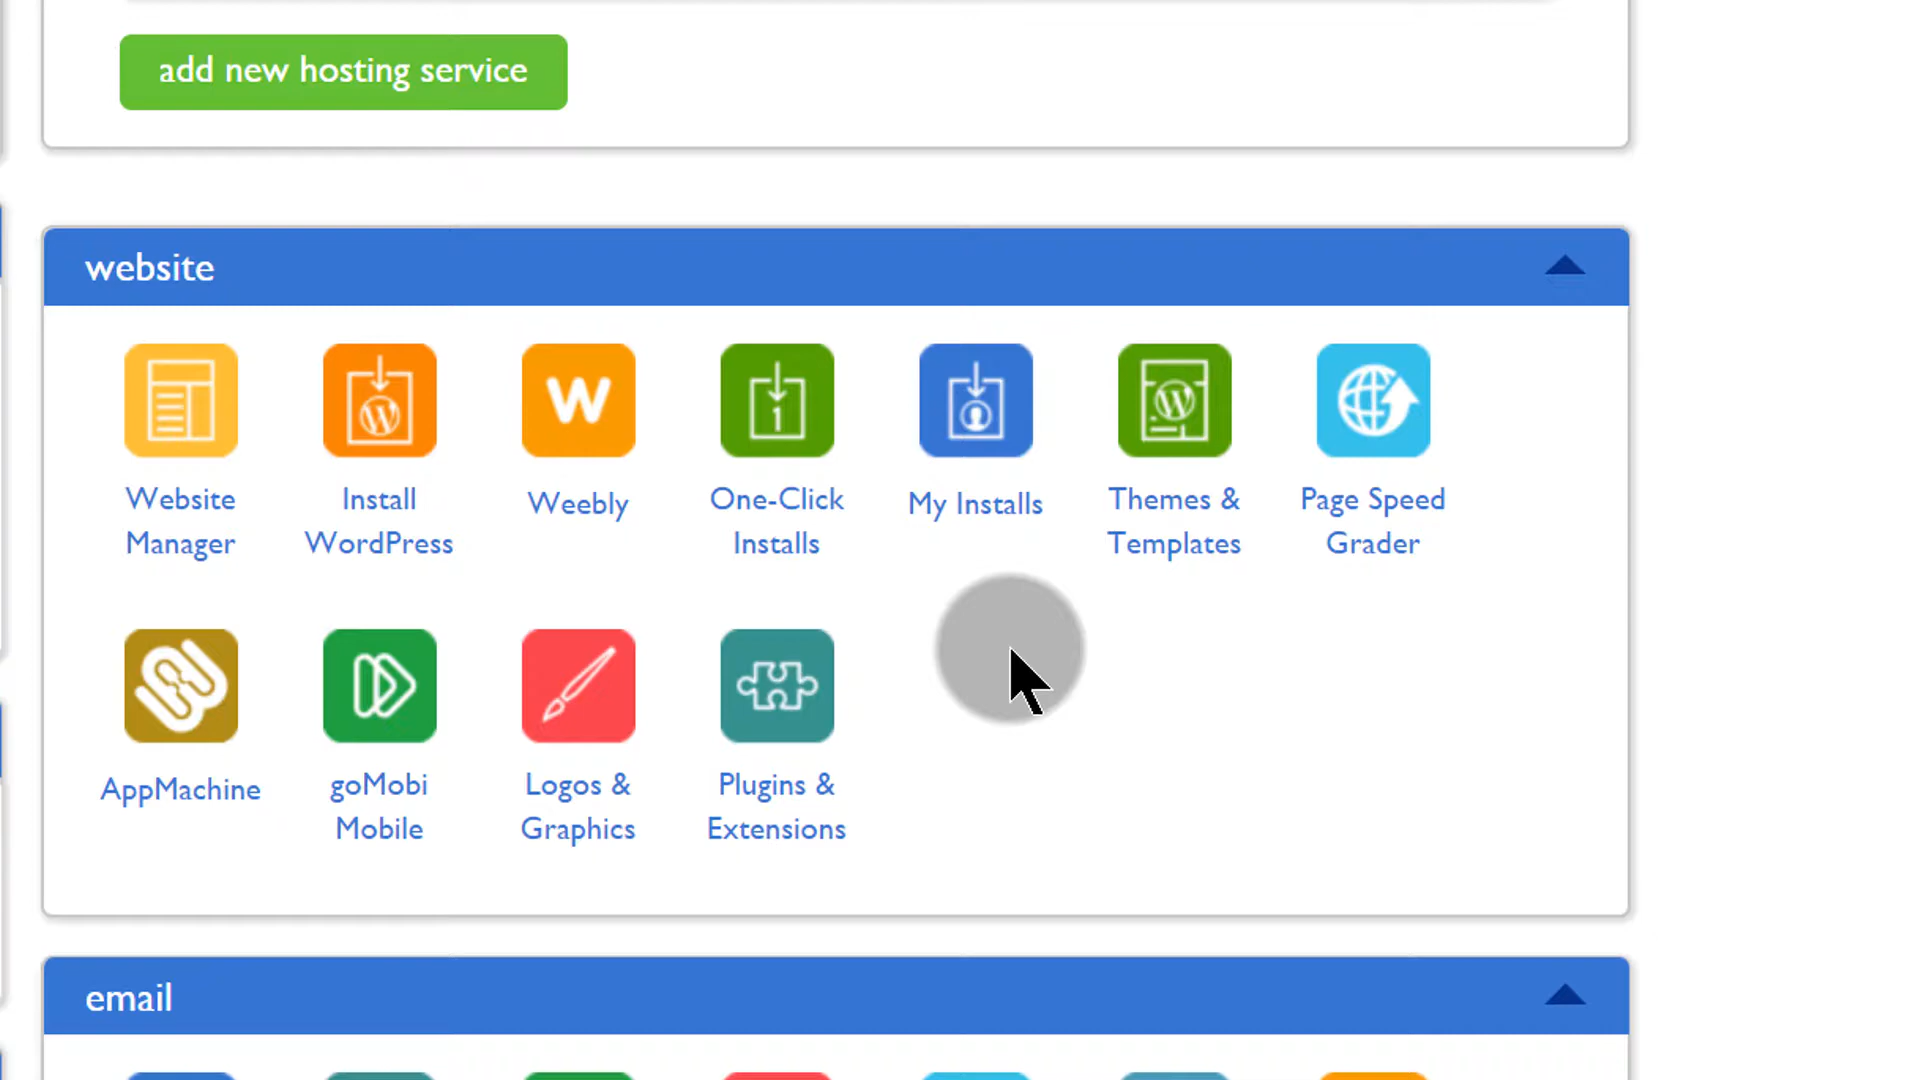 add new hosting service
website
W
1
Website
Manager
Install
WordPress
Weebly
One-Click
Installs
My Installs
Themes &
Templates
Page Speed
Grader
AppMachine
goMobi
Mobile
Logos &
Graphics
Plugins &
Extensions
email